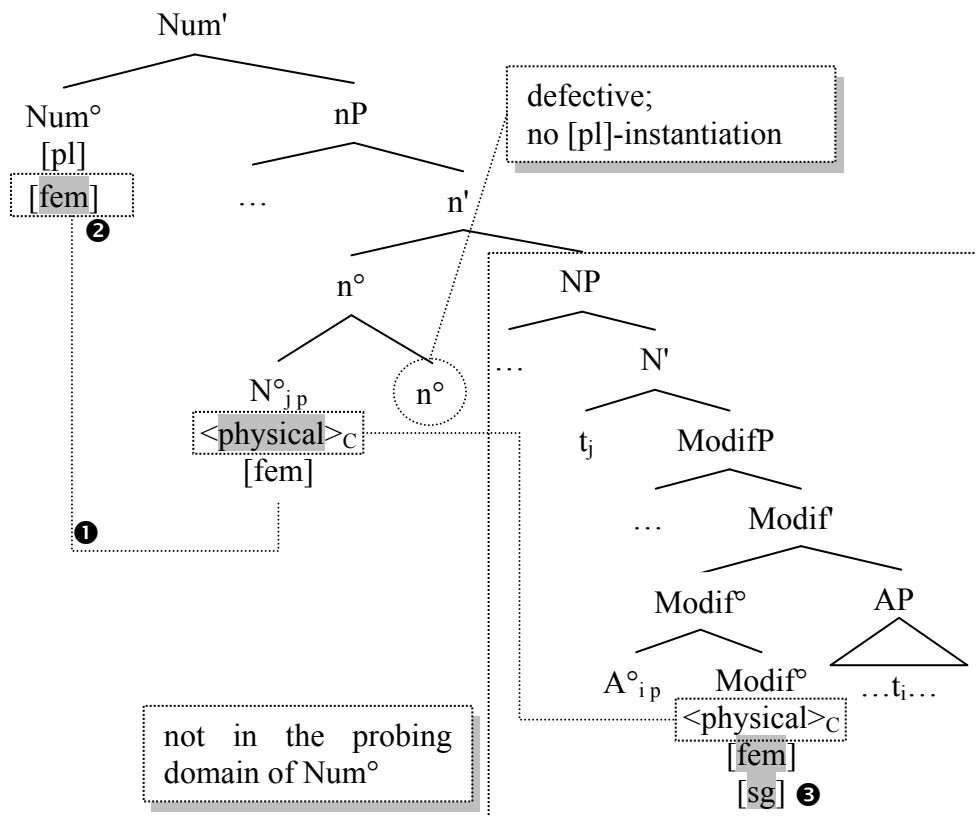 Num'
defective;
no [pl]-instantiation
Num° nP
[pl]
[fem] … n'
❷
n° NP
… N'
N°j p n°
<physical>C tj ModifP
[fem]
❶ … Modif'
Modif° AP
A°i p Modif° …ti…
<physical>C
not in the probing
domain of Num°
[fem]
[sg] ❸